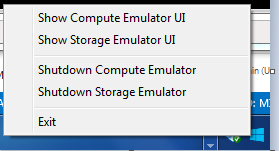 Show Compute Emulator UI
Show Storage Emulator UI
Shutdown Compute Emulator
Shutdown Storage Emulator
Exit